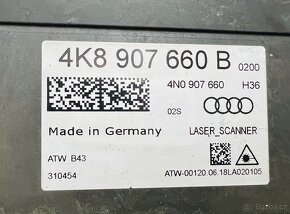 4K8 907 660 B 0200
4N0 907 660 H36
02S
Made in Germany LASER_SCANNER
ATW B43
310454
ATW-00120.06.18LA020105